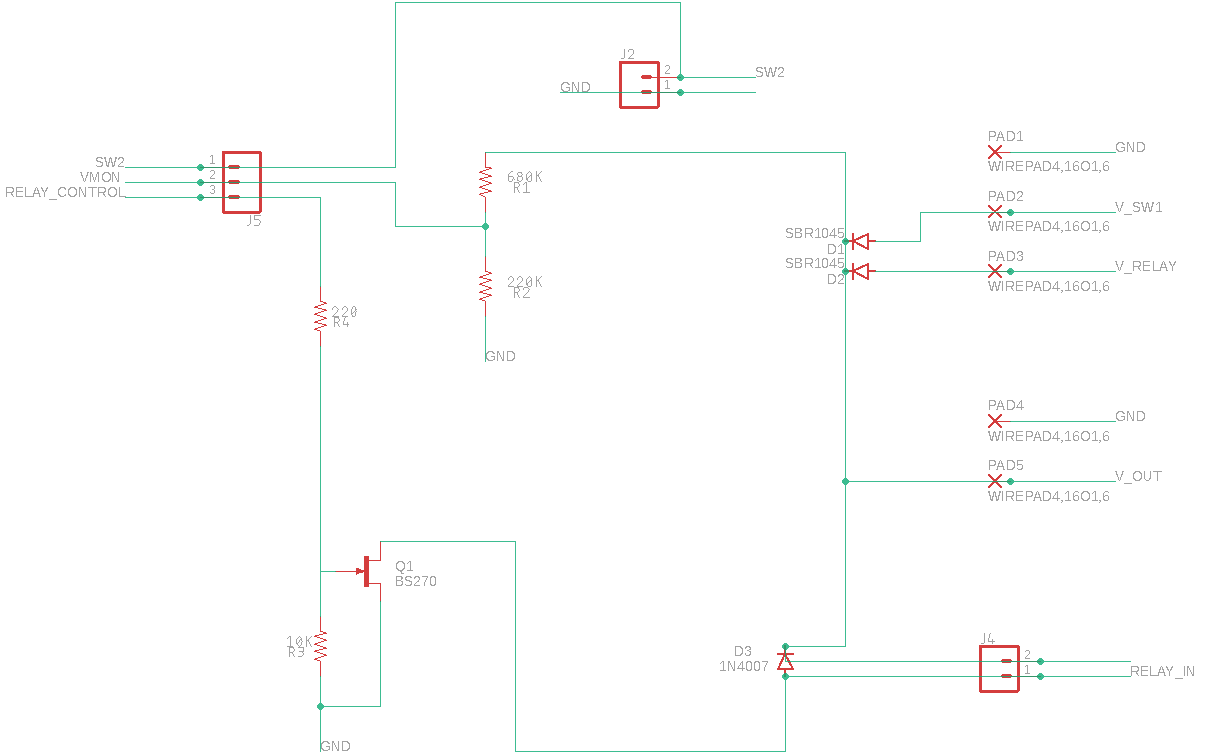 J2
2
SW2
GND
1
PAD1
GND
WIREPAD4,16O1,6
SW2
1
VMON
2
RELAY_CONTROL
3
J5
680K
R1
PAD2
V_SW1
WIREPAD4,16O1,6
SBR1045
D1
PAD3
SBR1045
V_RELAY
D2
WIREPAD4,16O1,6
220K
R2
220
R4
GND
PAD4
GND
WIREPAD4,16O1,6
PAD5
V_OUT
WIREPAD4,16O1,6
Q1
BS270
10K
R3
J4
D3
2
1N4007
1
RELAY_IN
GND